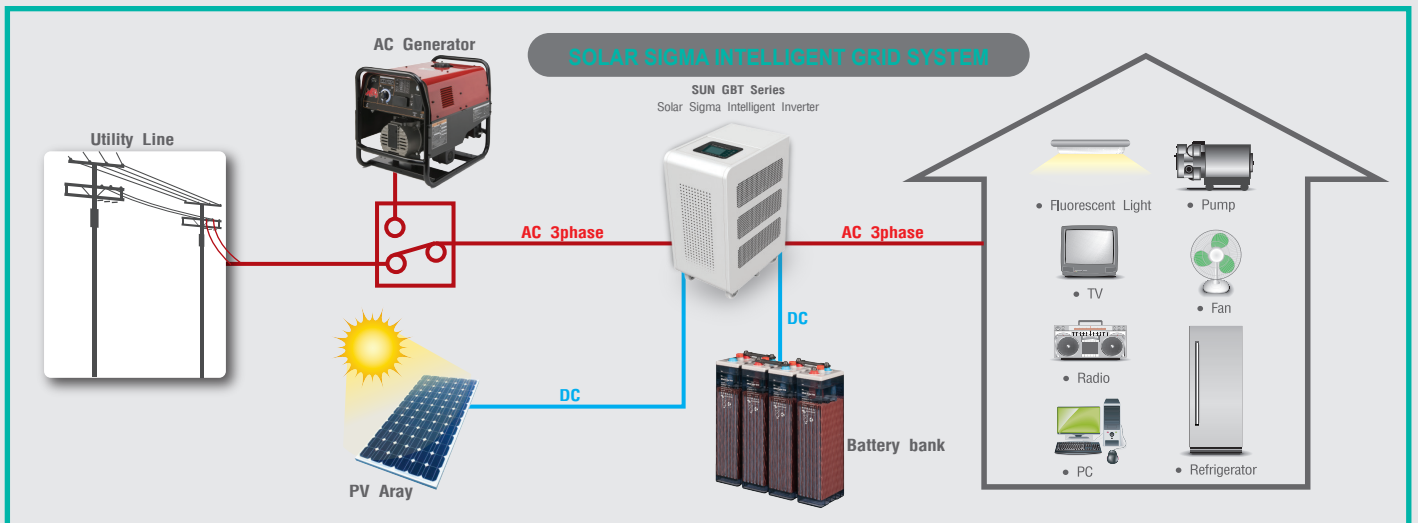 AC Generator
SOLAR SIGMA INTELLIGENT GRID SYSTEM
SUN GBT Series
Solar Sigma Intelligent Inverter
Utility Line
• Fluorescent Light
• Pump
AC 3phase
AC 3phase
• TV
• Fan
DC
• Radio
DC
Battery bank
• PC
• Refrigerator
PV Aray